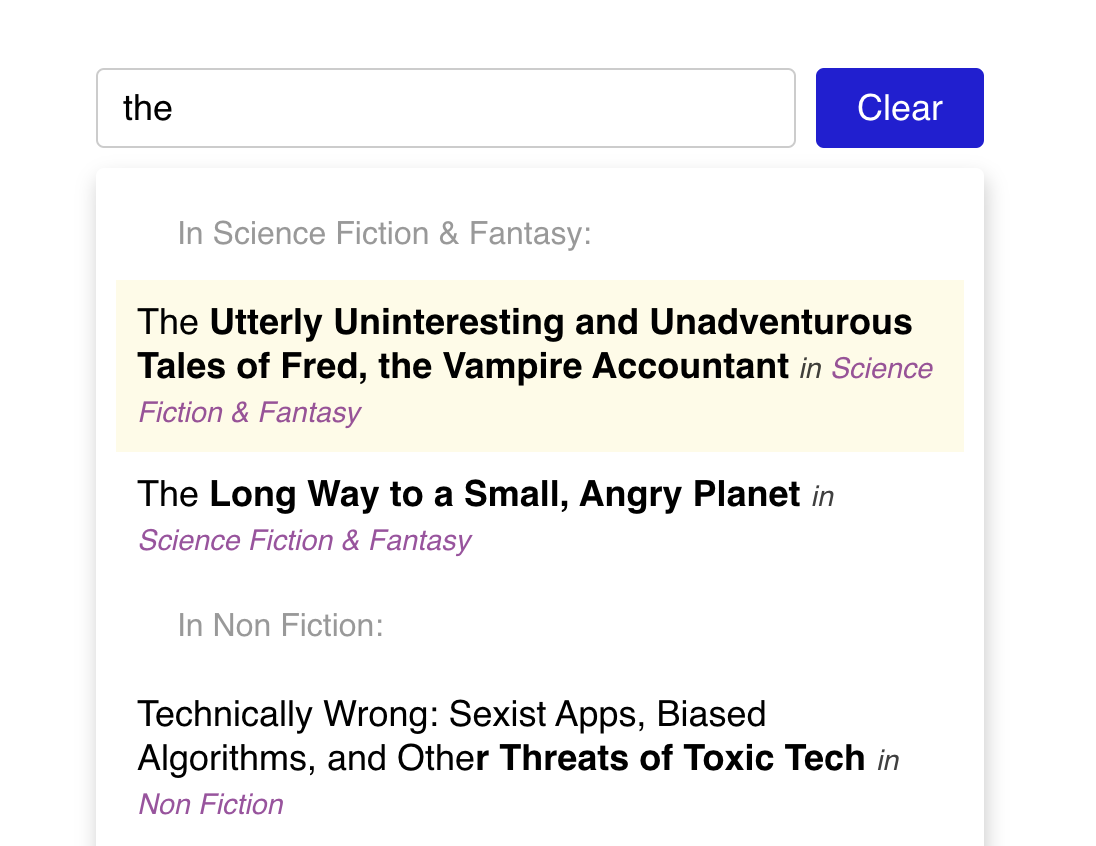 the
Clear
In Science Fiction & Fantasy:
The Utterly Uninteresting and Unadventurous
Tales of Fred, the Vampire Accountant in Science
Fiction & Fantasy
The Long Way to a Small, Angry Planet in
Science Fiction & Fantasy
In Non Fiction:
Technically Wrong: Sexist Apps, Biased
Algorithms, and Other Threats of Toxic Tech in
Non Fiction